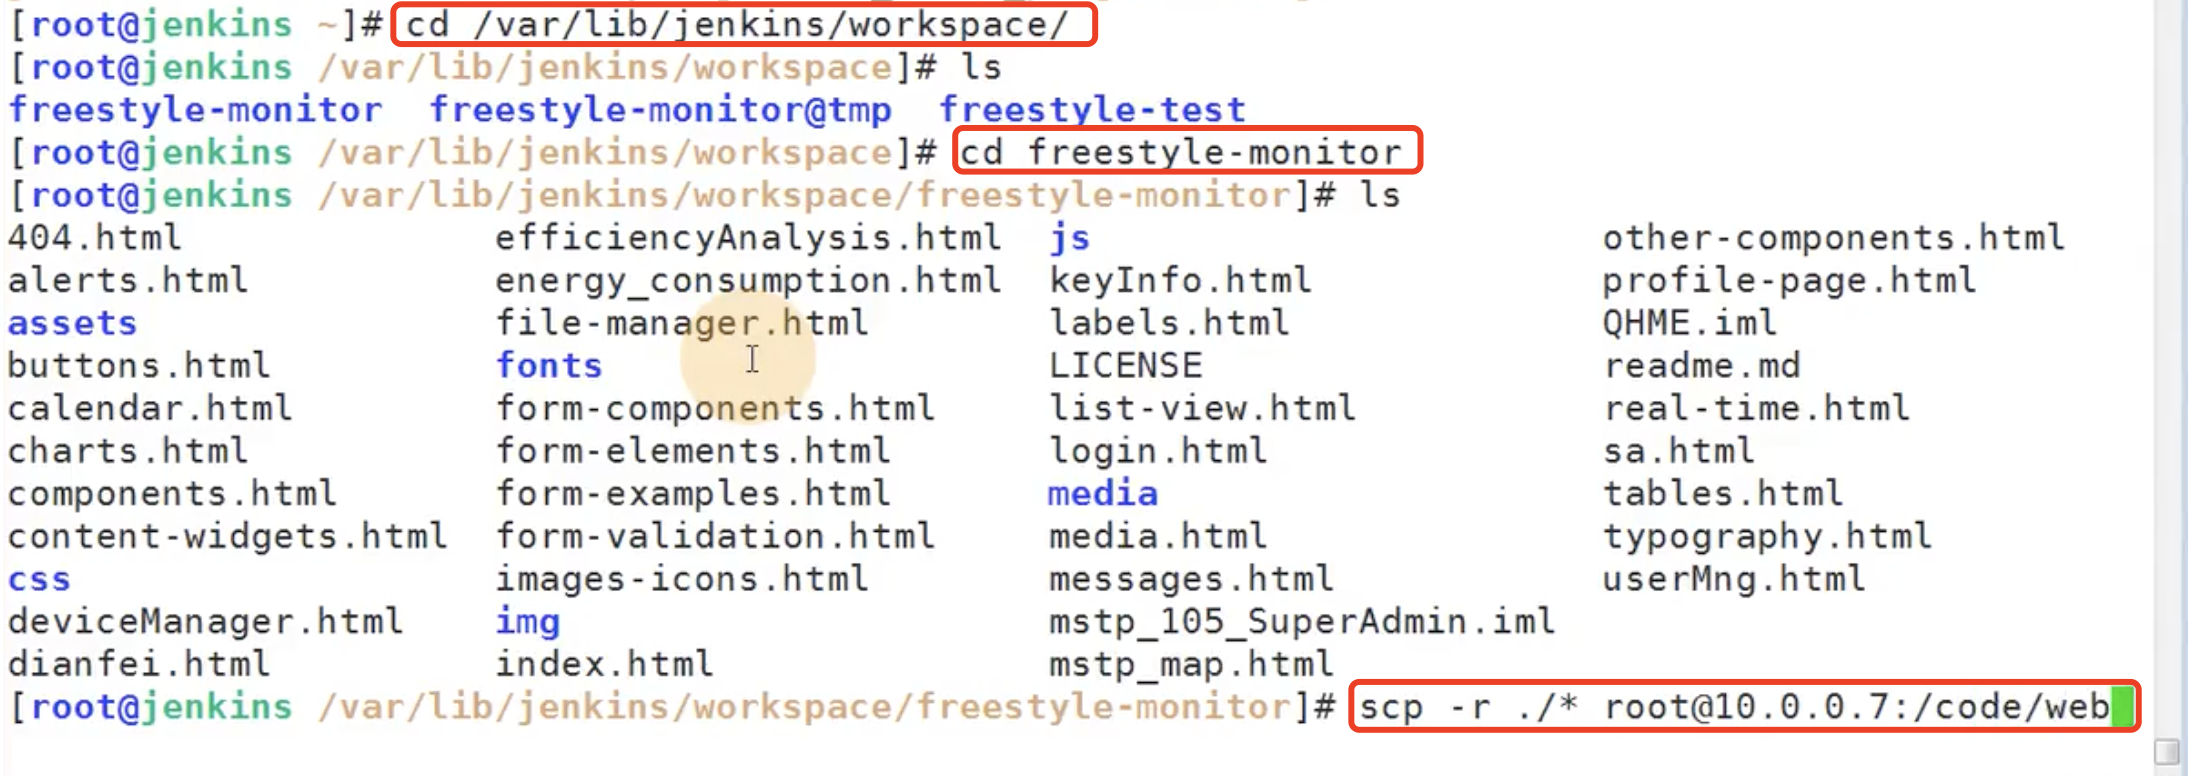 [root@jenkins ~]# cd /var/lib/jenkins/workspace/
[root@jenkins /var/lib/jenkins/workspace]# ls
freestyle-monitor  freestyle-monitor@tmp  freestyle-test
[root@jenkins /var/lib/jenkins/workspace]# cd freestyle-monitor
[root@jenkins /var/lib/jenkins/workspace/freestyle-monitor]# ls
404.html  efficiencyAnalysis.html  js  other-components.html
alerts.html  energy_consumption.html  keyInfo.html  profile-page.html
assets  file-manager.html  labels.html  QHME.iml
buttons.html  fonts  LICENSE  readme.md
calendar.html  form-components.html  list-view.html  real-time.html
charts.html  form-elements.html  login.html  sa.html
components.html  form-examples.html  media  tables.html
content-widgets.html  form-validation.html  media.html  typography.html
css  images-icons.html  messages.html  userMng.html
deviceManager.html  img  mstp_105_SuperAdmin.iml
dianfei.html  index.html  mstp_map.html
[root@jenkins /var/lib/jenkins/workspace/freestyle-monitor]# scp -r ./* root@10.0.0.7:/code/web